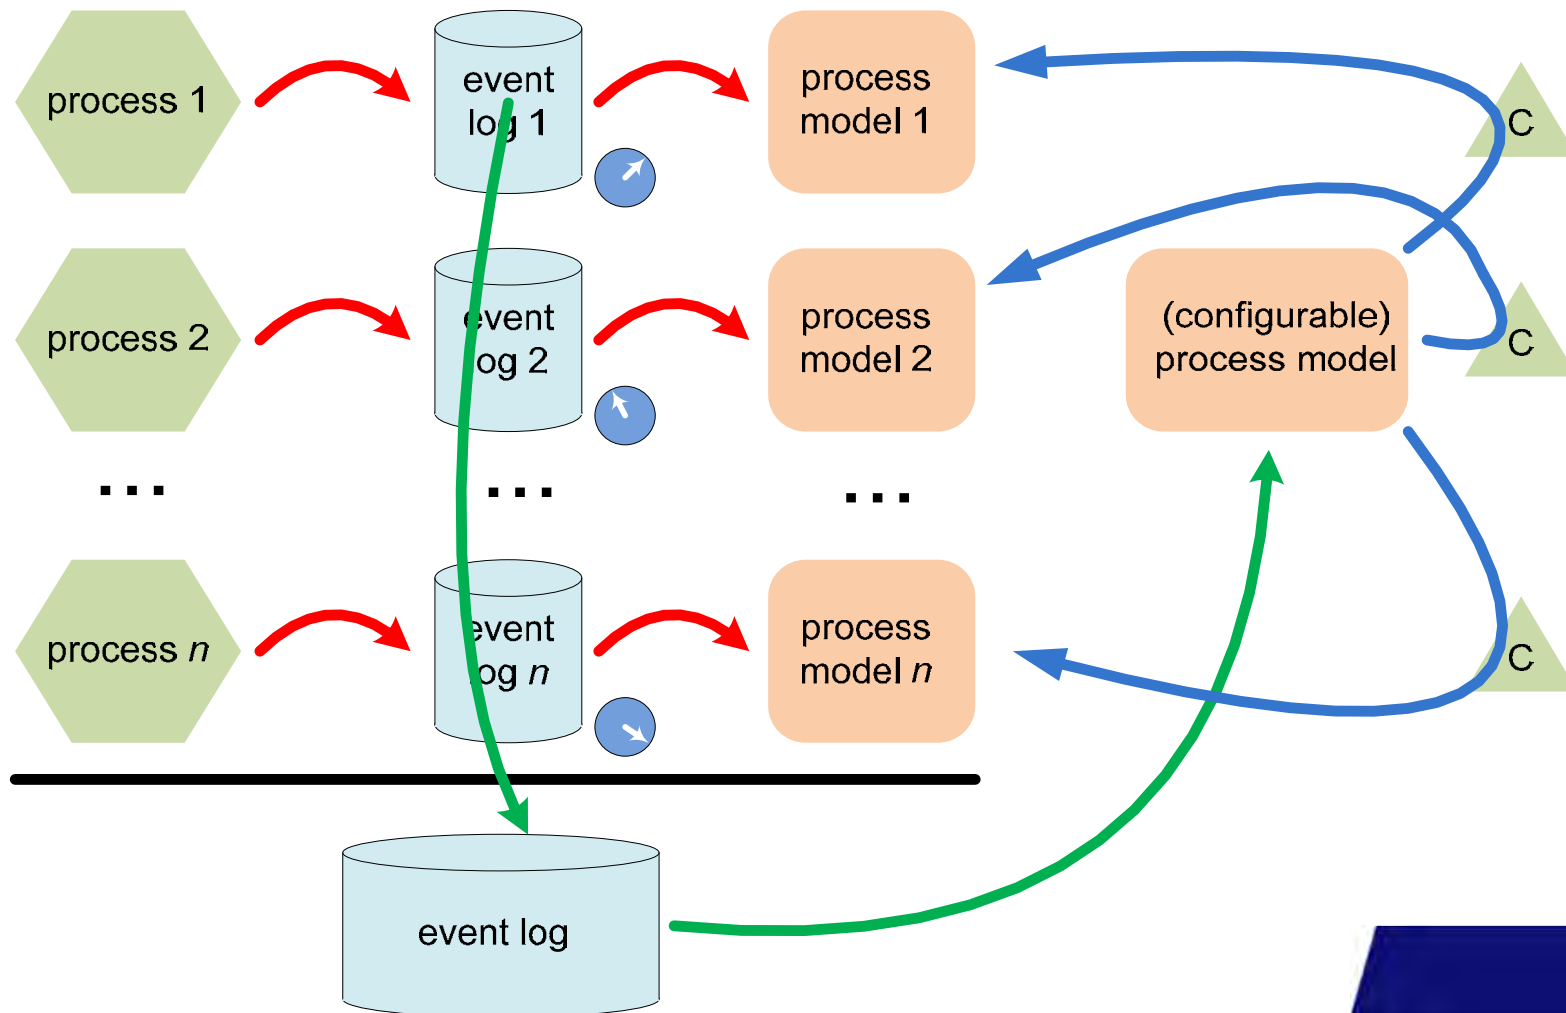 process 1
event
log 1
process
model 1
C
process 2
event
log 2
process
model 2
(configurable)
process model
C
...
...
...
process n
event
log n
process
model n
C
event log